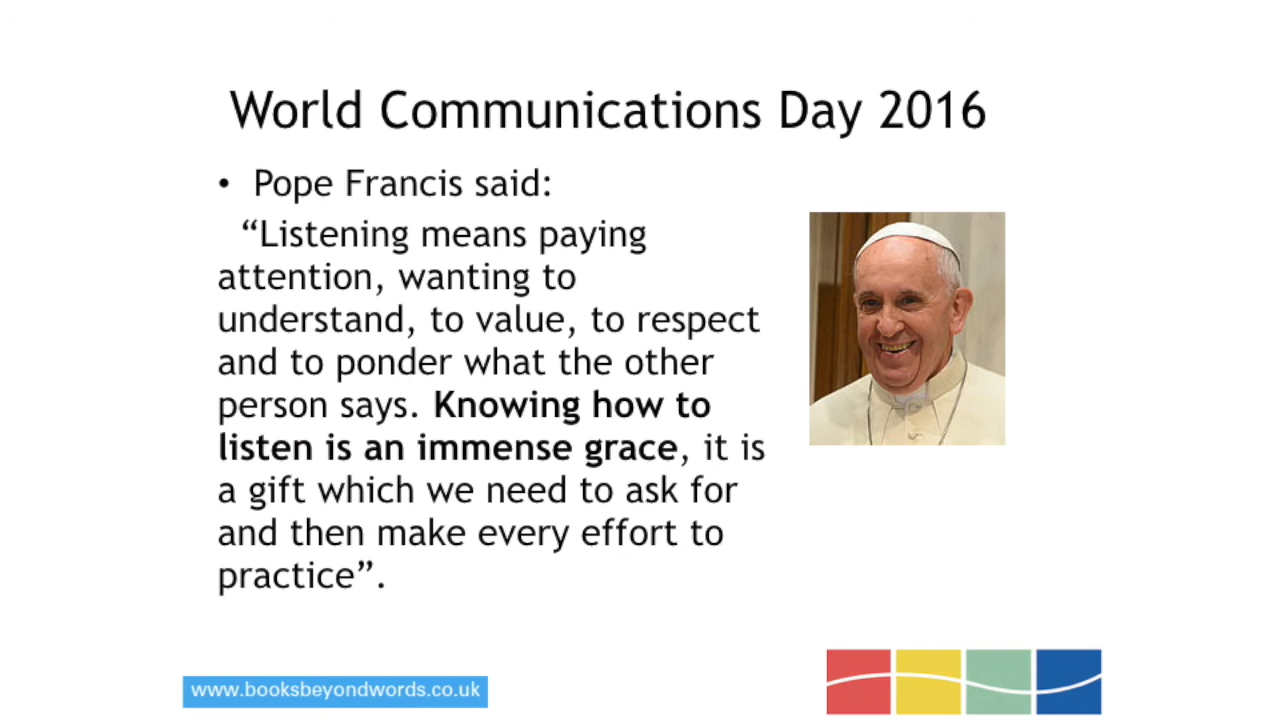 World Communications Day 2016
• Pope Francis said:
“Listening means paying
attention, wanting to
understand, to value, to respect
and to ponder what the other
person says. Knowing how to
listen is an immense grace, it is
a gift which we need to ask for
and then make every effort to
practice”.
www.booksbeyondwords.co.uk